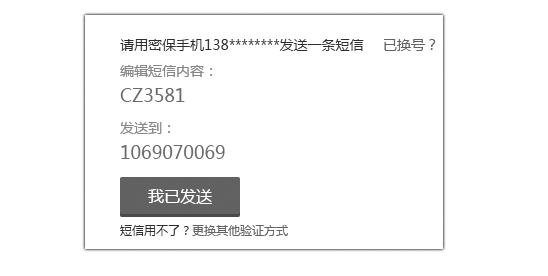 请用密保手机138********发送一条短信 已换号？
编辑短信内容：
CZ3581
发送到：
1069070069
我已发送
短信用不了？更换其他验证方式